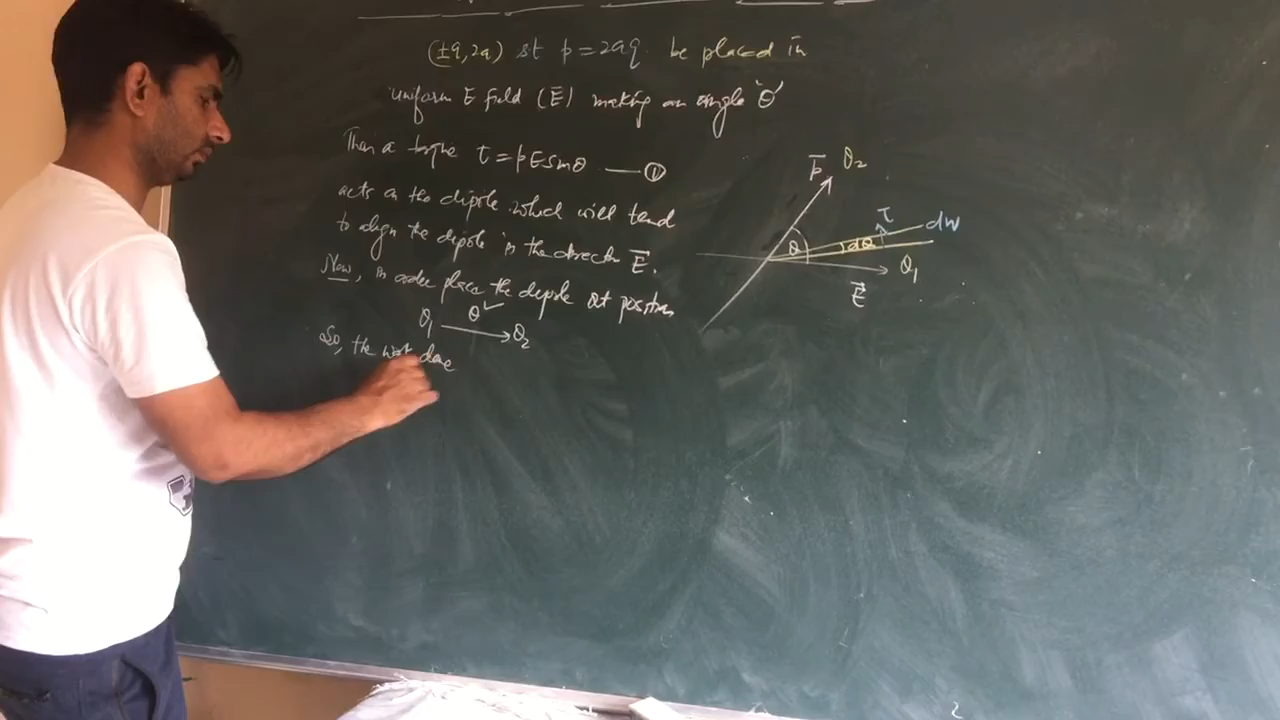 (±q, 2a) st p = 2aq be placed in
uniform E field (E⃗) making an angle 'θ'
Then a torque τ = pE sinθ —— ①
acts on the dipole which will tend
to align the dipole in the direction E⃗.
Now, in order place the dipole at position
θ₁ θ θ₂
So, the work done
p⃗ θ₂
τ dw
θ dθ
θ₁
E⃗